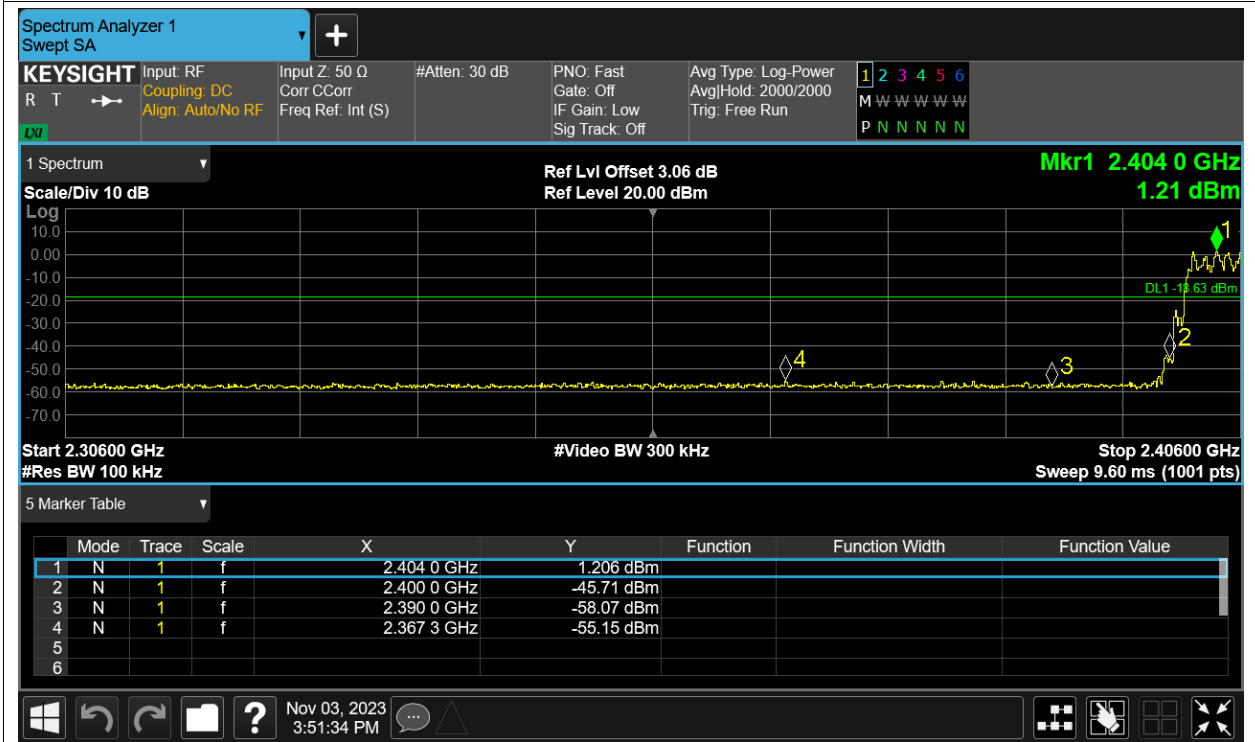 Spectrum Analyzer 1
Swept SA
+
KEYSIGHT Input: RF Input Z: 50 Ω #Atten: 30 dB PNO: Fast Avg Type: Log-Power 1 2 3 4 5 6
R T Coupling: DC Corr CCorr Gate: Off Avg|Hold: 2000/2000 M W W W W W
Align: Auto/No RF Freq Ref: Int (S) IF Gain: Low Trig: Free Run
LXI Sig Track: Off P N N N N N
1 Spectrum Ref Lvl Offset 3.06 dB Mkr1 2.404 0 GHz
Scale/Div 10 dB Ref Level 20.00 dBm 1.21 dBm
Log
10.0 1
0.00
-10.0
DL1 -18.63 dBm
-20.0
-30.0
-40.0 2
-50.0 4 3
-60.0
-70.0
Start 2.30600 GHz #Video BW 300 kHz Stop 2.40600 GHz
#Res BW 100 kHz Sweep 9.60 ms (1001 pts)
5 Marker Table
Mode Trace Scale X Y Function Function Width Function Value
1 N 1 f 2.404 0 GHz 1.206 dBm
2 N 1 f 2.400 0 GHz -45.71 dBm
3 N 1 f 2.390 0 GHz -58.07 dBm
4 N 1 f 2.367 3 GHz -55.15 dBm
5
6
? Nov 03, 2023
3:51:34 PM